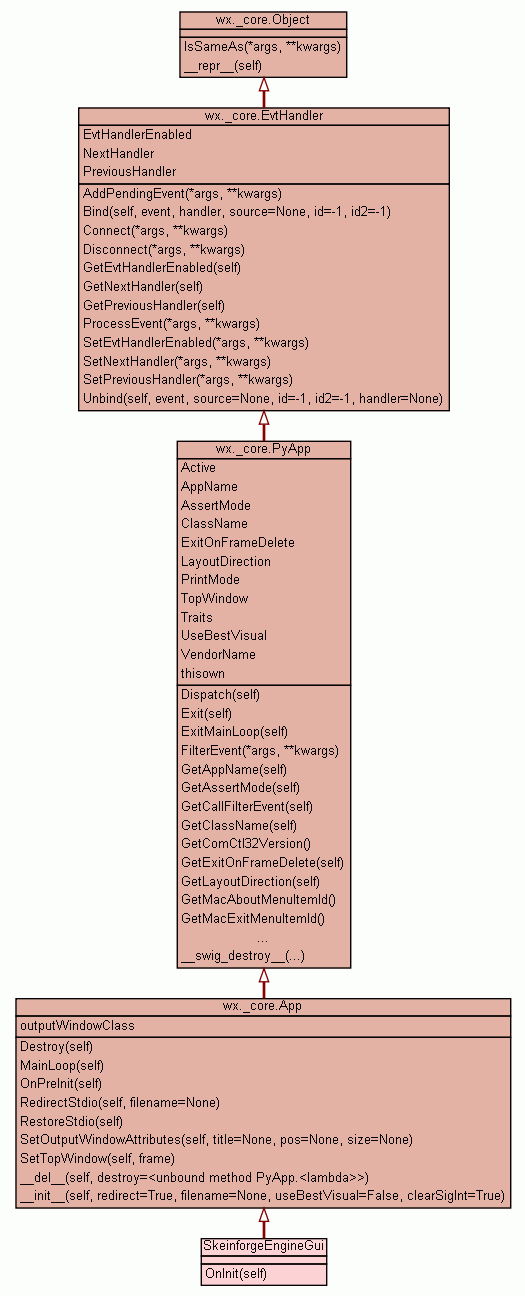 wx._core.Object
IsSameAs(*args, **kwargs)
__repr__(self)
wx._core.EvtHandler
EvtHandlerEnabled
NextHandler
PreviousHandler
AddPendingEvent(*args, **kwargs)
Bind(self, event, handler, source=None, id=-1, id2=-1)
Connect(*args, **kwargs)
Disconnect(*args, **kwargs)
GetEvtHandlerEnabled(self)
GetNextHandler(self)
GetPreviousHandler(self)
ProcessEvent(*args, **kwargs)
SetEvtHandlerEnabled(*args, **kwargs)
SetNextHandler(*args, **kwargs)
SetPreviousHandler(*args, **kwargs)
Unbind(self, event, source=None, id=-1, id2=-1, handler=None)
wx._core.PyApp
Active
AppName
AssertMode
ClassName
ExitOnFrameDelete
LayoutDirection
PrintMode
TopWindow
Traits
UseBestVisual
VendorName
thisown
Dispatch(self)
Exit(self)
ExitMainLoop(self)
FilterEvent(*args, **kwargs)
GetAppName(self)
GetAssertMode(self)
GetCallFilterEvent(self)
GetClassName(self)
GetComCtl32Version()
GetExitOnFrameDelete(self)
GetLayoutDirection(self)
GetMacAboutMenuItemId()
GetMacExitMenuItemId()
...
__swig_destroy__(...)
wx._core.App
outputWindowClass
Destroy(self)
MainLoop(self)
OnPreInit(self)
RedirectStdio(self, filename=None)
RestoreStdio(self)
SetOutputWindowAttributes(self, title=None, pos=None, size=None)
SetTopWindow(self, frame)
__del__(self, destroy=<unbound method PyApp.<lambda>>)
__init__(self, redirect=True, filename=None, useBestVisual=False, clearSigInt=True)
SkeinforgeEngineGui
OnInit(self)